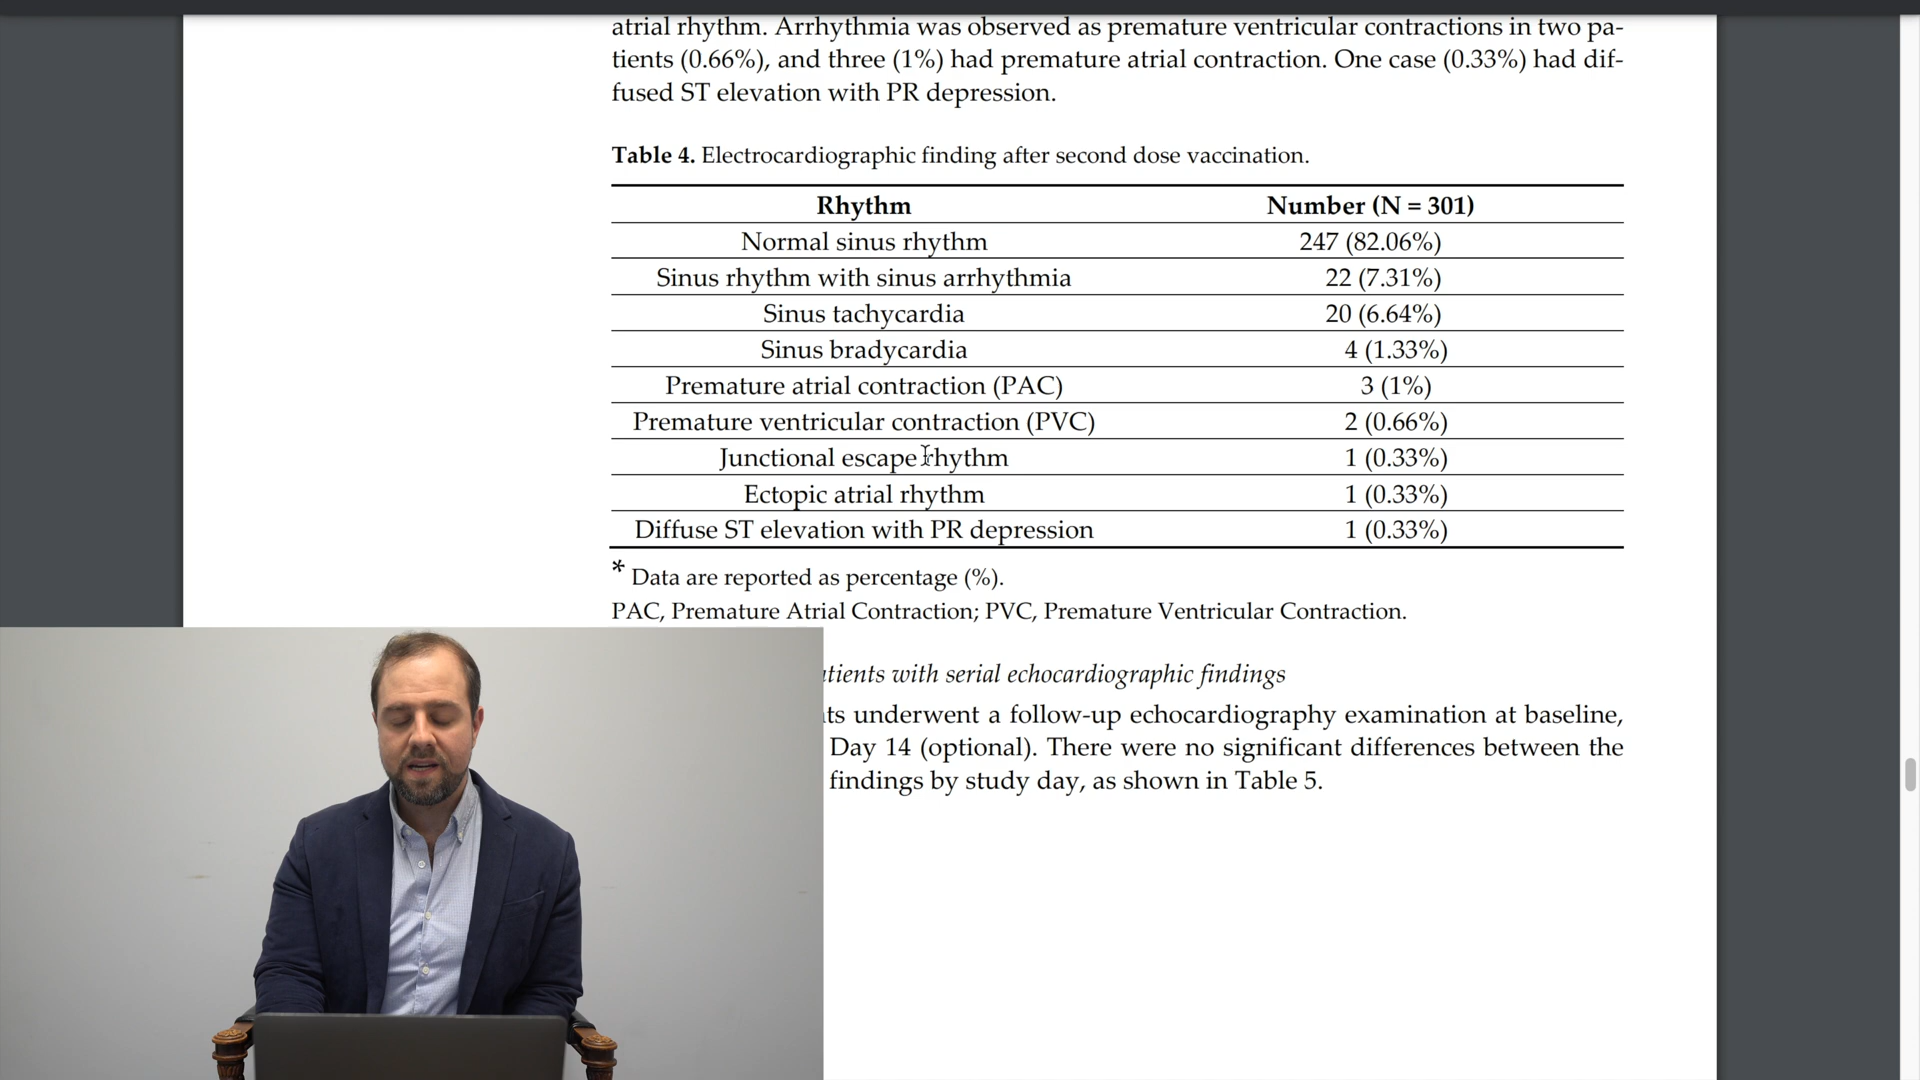 atrial rhythm. Arrhythmia was observed as premature ventricular contractions in two pa-
tients (0.66%), and three (1%) had premature atrial contraction. One case (0.33%) had dif-
fused ST elevation with PR depression.
Table 4. Electrocardiographic finding after second dose vaccination.
Rhythm Number (N = 301)
Normal sinus rhythm 247 (82.06%)
Sinus rhythm with sinus arrhythmia 22 (7.31%)
Sinus tachycardia 20 (6.64%)
Sinus bradycardia 4 (1.33%)
Premature atrial contraction (PAC) 3 (1%)
Premature ventricular contraction (PVC) 2 (0.66%)
Junctional escape rhythm 1 (0.33%)
Ectopic atrial rhythm 1 (0.33%)
Diffuse ST elevation with PR depression 1 (0.33%)
* Data are reported as percentage (%).
PAC, Premature Atrial Contraction; PVC, Premature Ventricular Contraction.
with serial echocardiographic findings
underwent a follow-up echocardiography examination at baseline,
Day 14 (optional). There were no significant differences between the
findings by study day, as shown in Table 5.